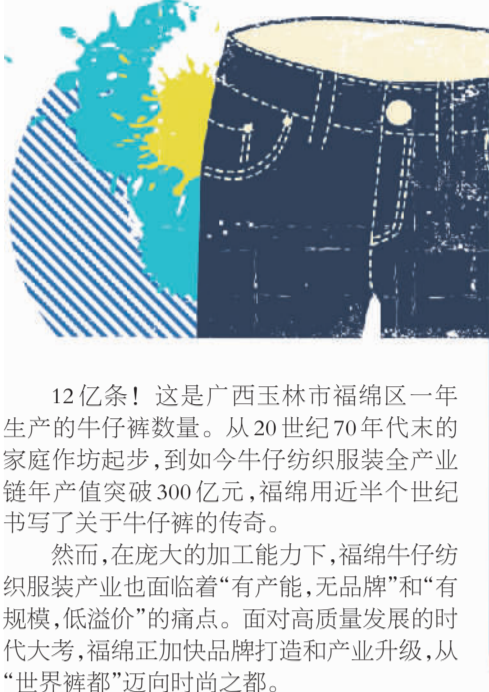 12亿条！这是广西玉林市福绵区一年
生产的牛仔裤数量。从20世纪70年代末的
家庭作坊起步,到如今牛仔纺织服装全产业
链年产值突破300亿元,福绵用近半个世纪
书写了关于牛仔裤的传奇。
然而,在庞大的加工能力下,福绵牛仔纺
织服装产业也面临着“有产能,无品牌”和“有
规模,低溢价”的痛点。面对高质量发展的时
代大考,福绵正加快品牌打造和产业升级,从
“世界裤都”迈向时尚之都。